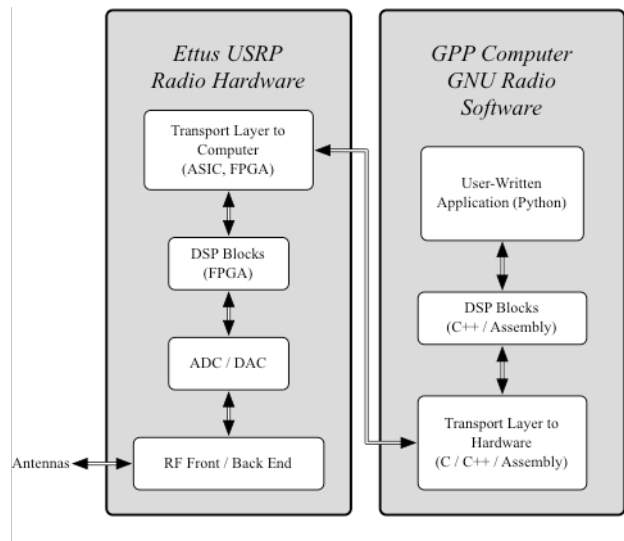 Ettus USRP
Radio Hardware
Transport Layer to
Computer
(ASIC, FPGA)
DSP Blocks
(FPGA)
ADC / DAC
RF Front / Back End
Antennas
GPP Computer
GNU Radio
Software
User-Written
Application (Python)
DSP Blocks
(C++ / Assembly)
Transport Layer to
Hardware
(C / C++ / Assembly)